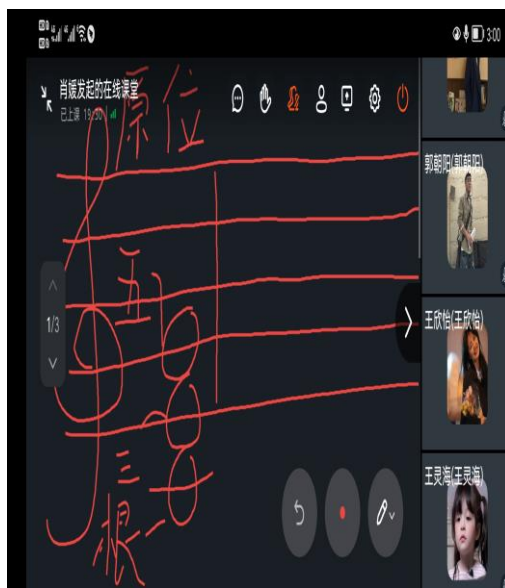 3:00
肖媛发起的在线课堂
已上课 19:30
原位
郭朝阳(郭朝阳)
五
1/3
王欣怡(王欣怡)
三
王灵海(王灵海)
根